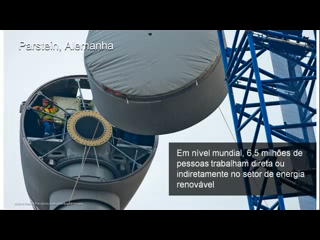 Parstein, Alemanha
Em nível mundial, 6,5 milhões de
pessoas trabalham direta ou
indiretamente no setor de energia
renovável